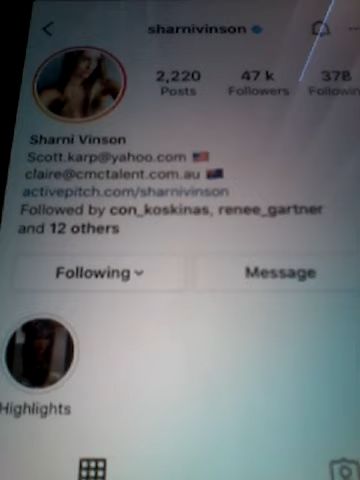 sharnivinson
2,220 47 k 378
Posts Followers Followin
Sharni Vinson
Scott.karp@yahoo.com 🇺🇸
claire@cmctalent.com.au 🇦🇺
activepitch.com/sharnivinson
Followed by con_koskinas, renee_gartner
and 12 others
Following Message
Highlights